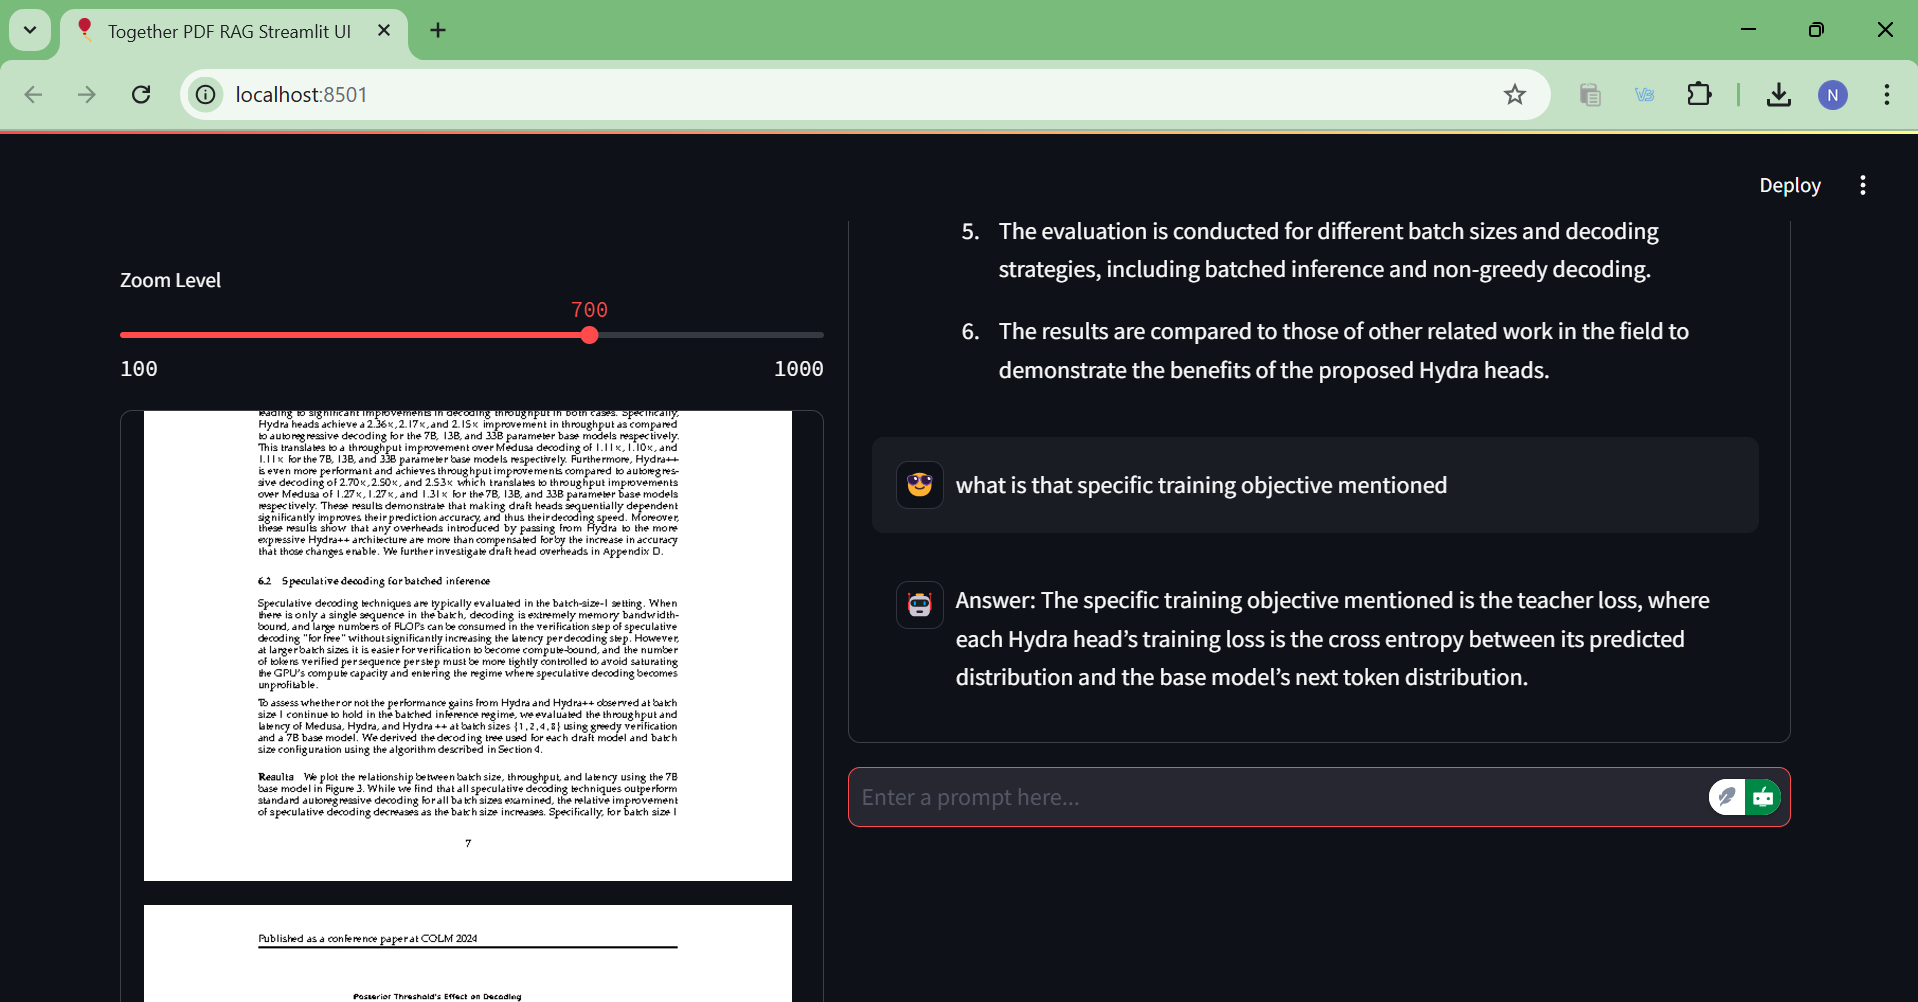 Together PDF RAG Streamlit UI
localhost:8501
N
Deploy
Zoom Level
700
100
1000
leading to significant improvements in decoding throughput in both cases. Specifically,
Hydra heads achieve a 2.36×, 2.17×, and 2.15× improvement in throughput as compared
to autoregressive decoding for the 7B, 13B, and 33B parameter base models respectively.
This translates to a throughput improvement over Medusa decoding of 1.11×, 1.10×, and
1.11× for the 7B, 13B, and 33B parameter base models respectively. Furthermore, Hydra++
is even more performant and achieves throughput improvements compared to autoregres-
sive decoding of 2.70×, 2.50×, and 2.53× which translates to throughput improvements
over Medusa of 1.27×, 1.27×, and 1.31× for the 7B, 13B, and 33B parameter base models
respectively. These results demonstrate that making draft heads sequentially dependent
significantly improves their prediction accuracy, and thus their decoding speed. Moreover,
these results show that any overheads introduced by passing from Hydra to the more
expressive Hydra++ architecture are more than compensated for by the increase in accuracy
that those changes enable. We further investigate draft head overheads in Appendix D.
6.2 Speculative decoding for batched inference
Speculative decoding techniques are typically evaluated in the batch-size-1 setting. When
there is only a single sequence in the batch, decoding is extremely memory bandwidth-
bound, and large numbers of FLOPs can be consumed in the verification step of speculative
decoding "for free" without significantly increasing the latency per decoding step. However,
at larger batch sizes it is easier for verification to become compute-bound, and the number
of tokens verified per sequence per step must be more tightly controlled to avoid saturating
the GPU's compute capacity and entering the regime where speculative decoding becomes
unprofitable.
To assess whether or not the performance gains from Hydra and Hydra++ observed at batch
size 1 continue to hold in the batched inference regime, we evaluated the throughput and
latency of Medusa, Hydra, and Hydra ++ at batch sizes {1, 2, 4, 8} using greedy verification
and a 7B base model. We derived the decoding tree used for each draft model and batch
size configuration using the algorithm described in Section 4.
Results We plot the relationship between batch size, throughput, and latency using the 7B
base model in Figure 3. While we find that all speculative decoding techniques outperform
standard autoregressive decoding for all batch sizes examined, the relative improvement
of speculative decoding decreases as the batch size increases. Specifically, for batch size 1
7
Published as a conference paper at COLM 2024
Posterior Threshold's Effect on Decoding
5. The evaluation is conducted for different batch sizes and decoding
strategies, including batched inference and non-greedy decoding.
6. The results are compared to those of other related work in the field to
demonstrate the benefits of the proposed Hydra heads.
what is that specific training objective mentioned
Answer: The specific training objective mentioned is the teacher loss, where
each Hydra head's training loss is the cross entropy between its predicted
distribution and the base model's next token distribution.
Enter a prompt here...